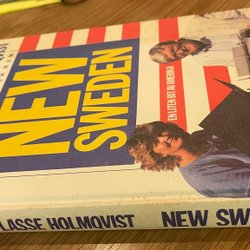 NEW
SWEDEN
EN LITEN BIT AV AMERIKA
LASSE HOLMQVIST NEW SW